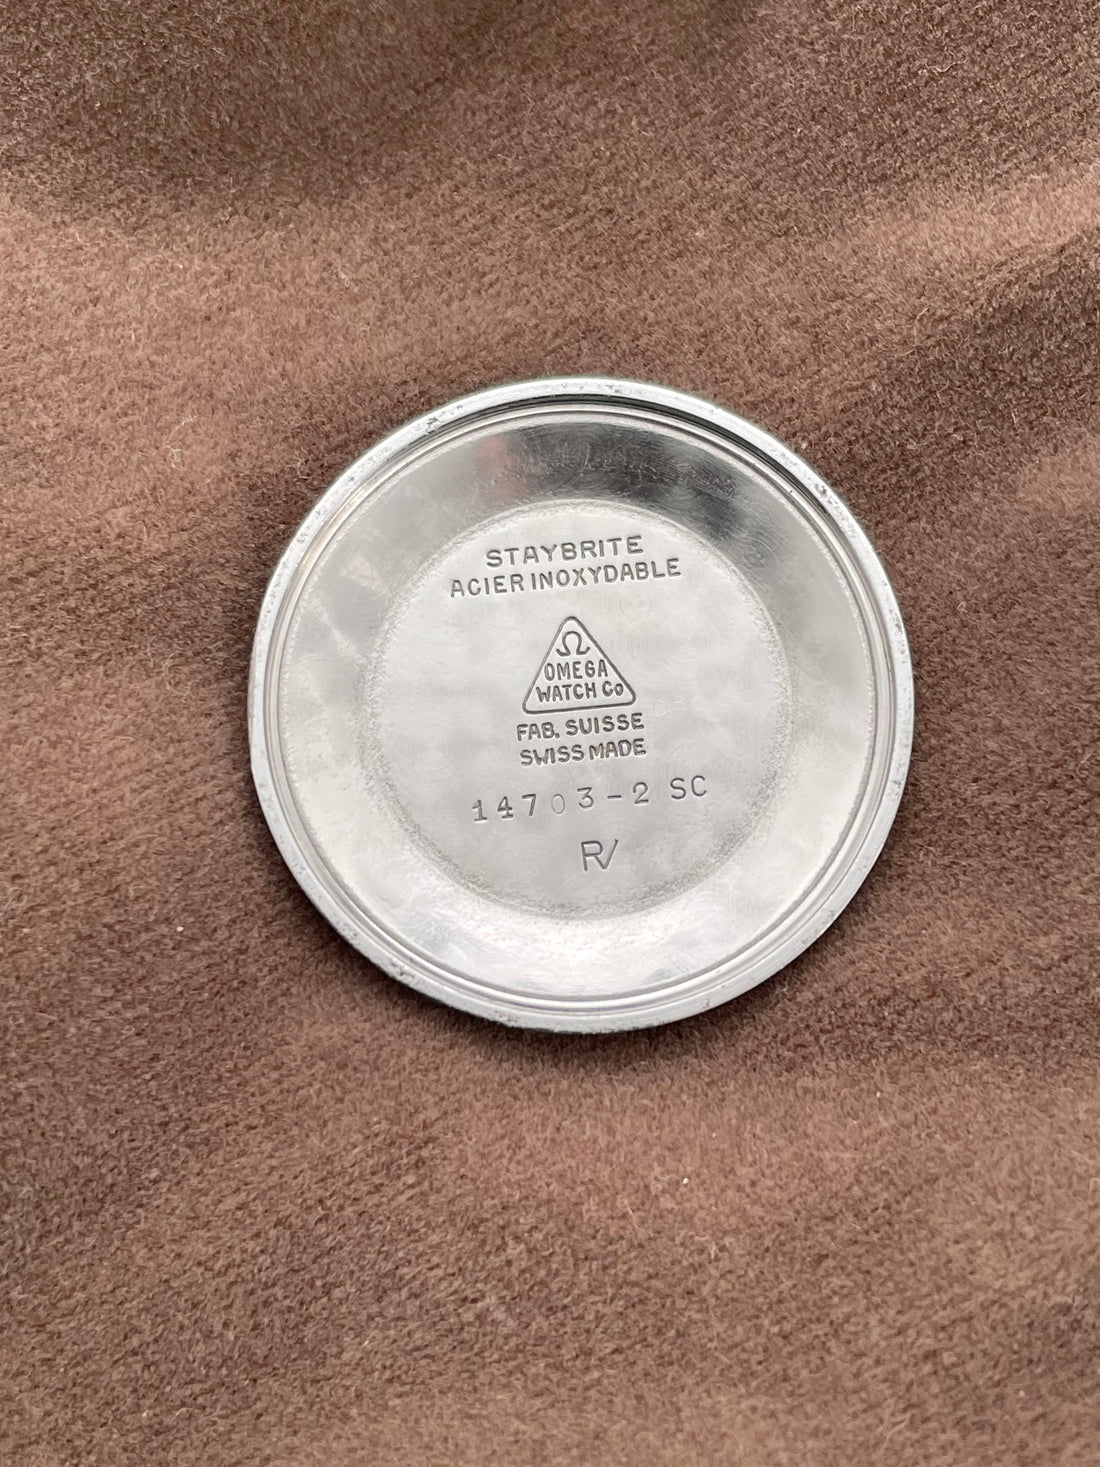 STAYBRITE
ACIER INOXYDABLE
Ω
OMEGA
WATCH Co
FAB. SUISSE
SWISS MADE
14703-2 SC